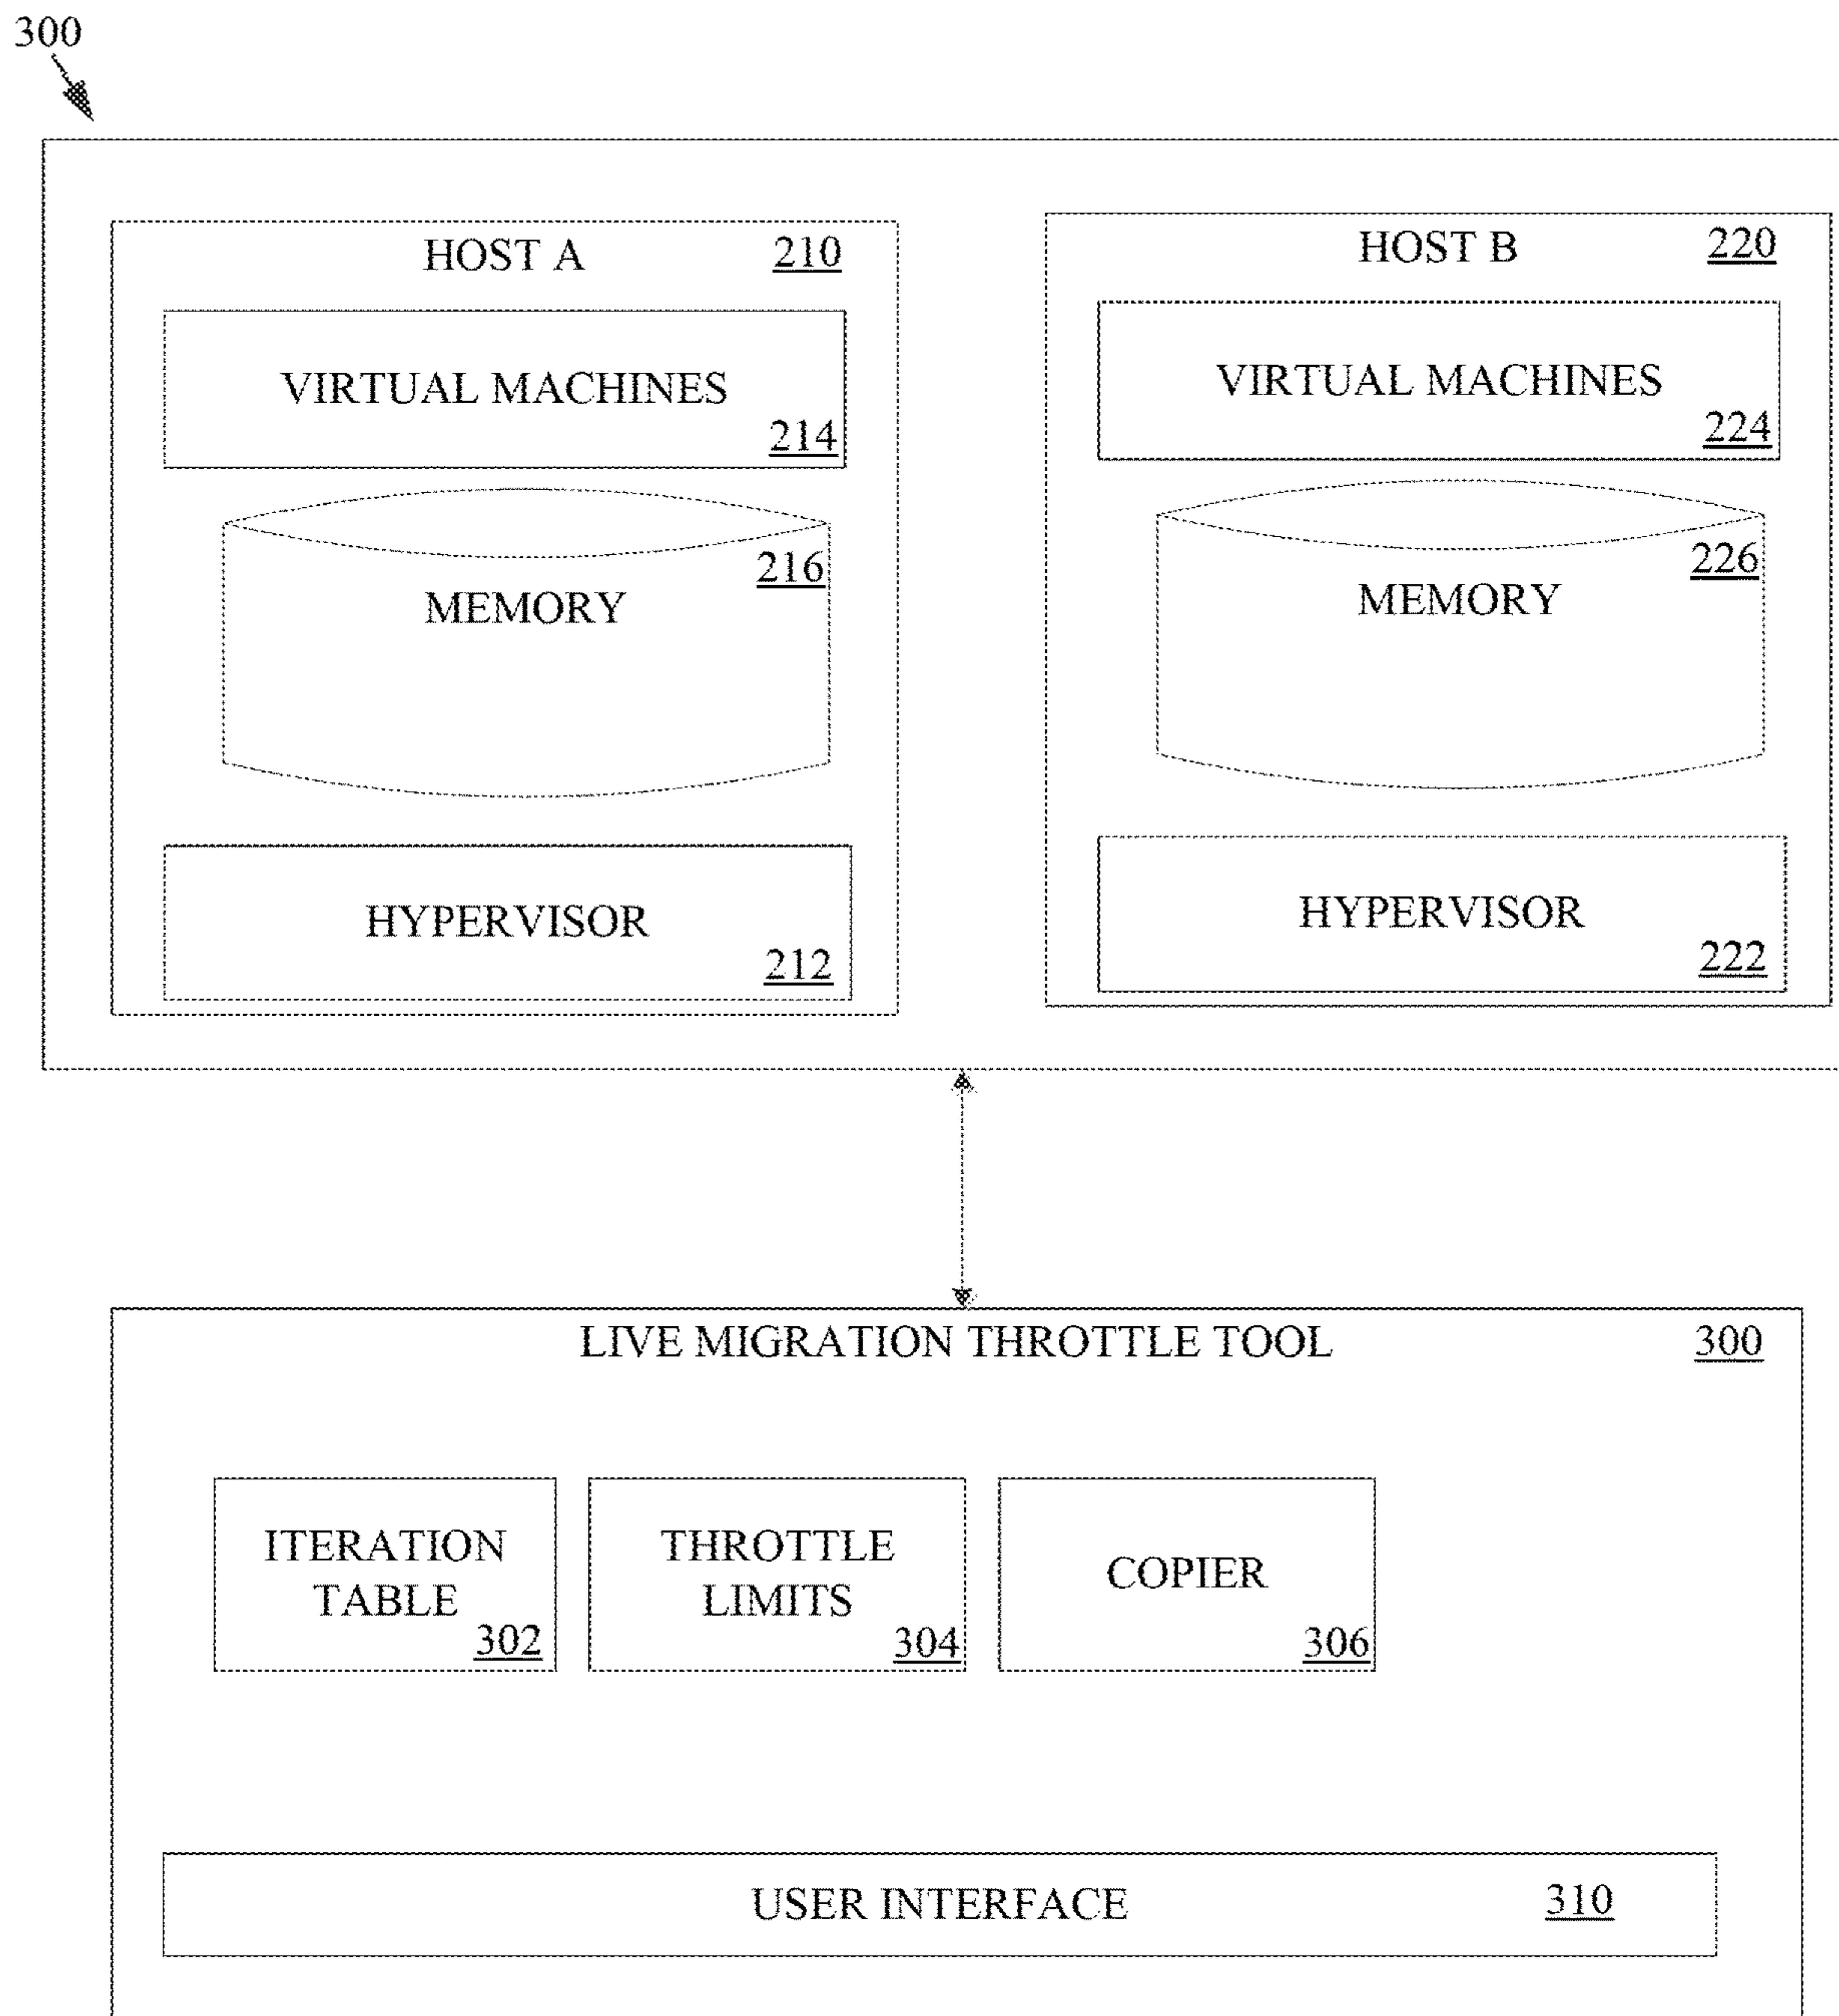 300
HOST A 210
VIRTUAL MACHINES
214
216
MEMORY
HYPERVISOR
212
HOST B 220
VIRTUAL MACHINES
224
226
MEMORY
HYPERVISOR
222
LIVE MIGRATION THROTTLE TOOL 300
ITERATION
TABLE
302
THROTTLE
LIMITS
304
COPIER
306
USER INTERFACE 310